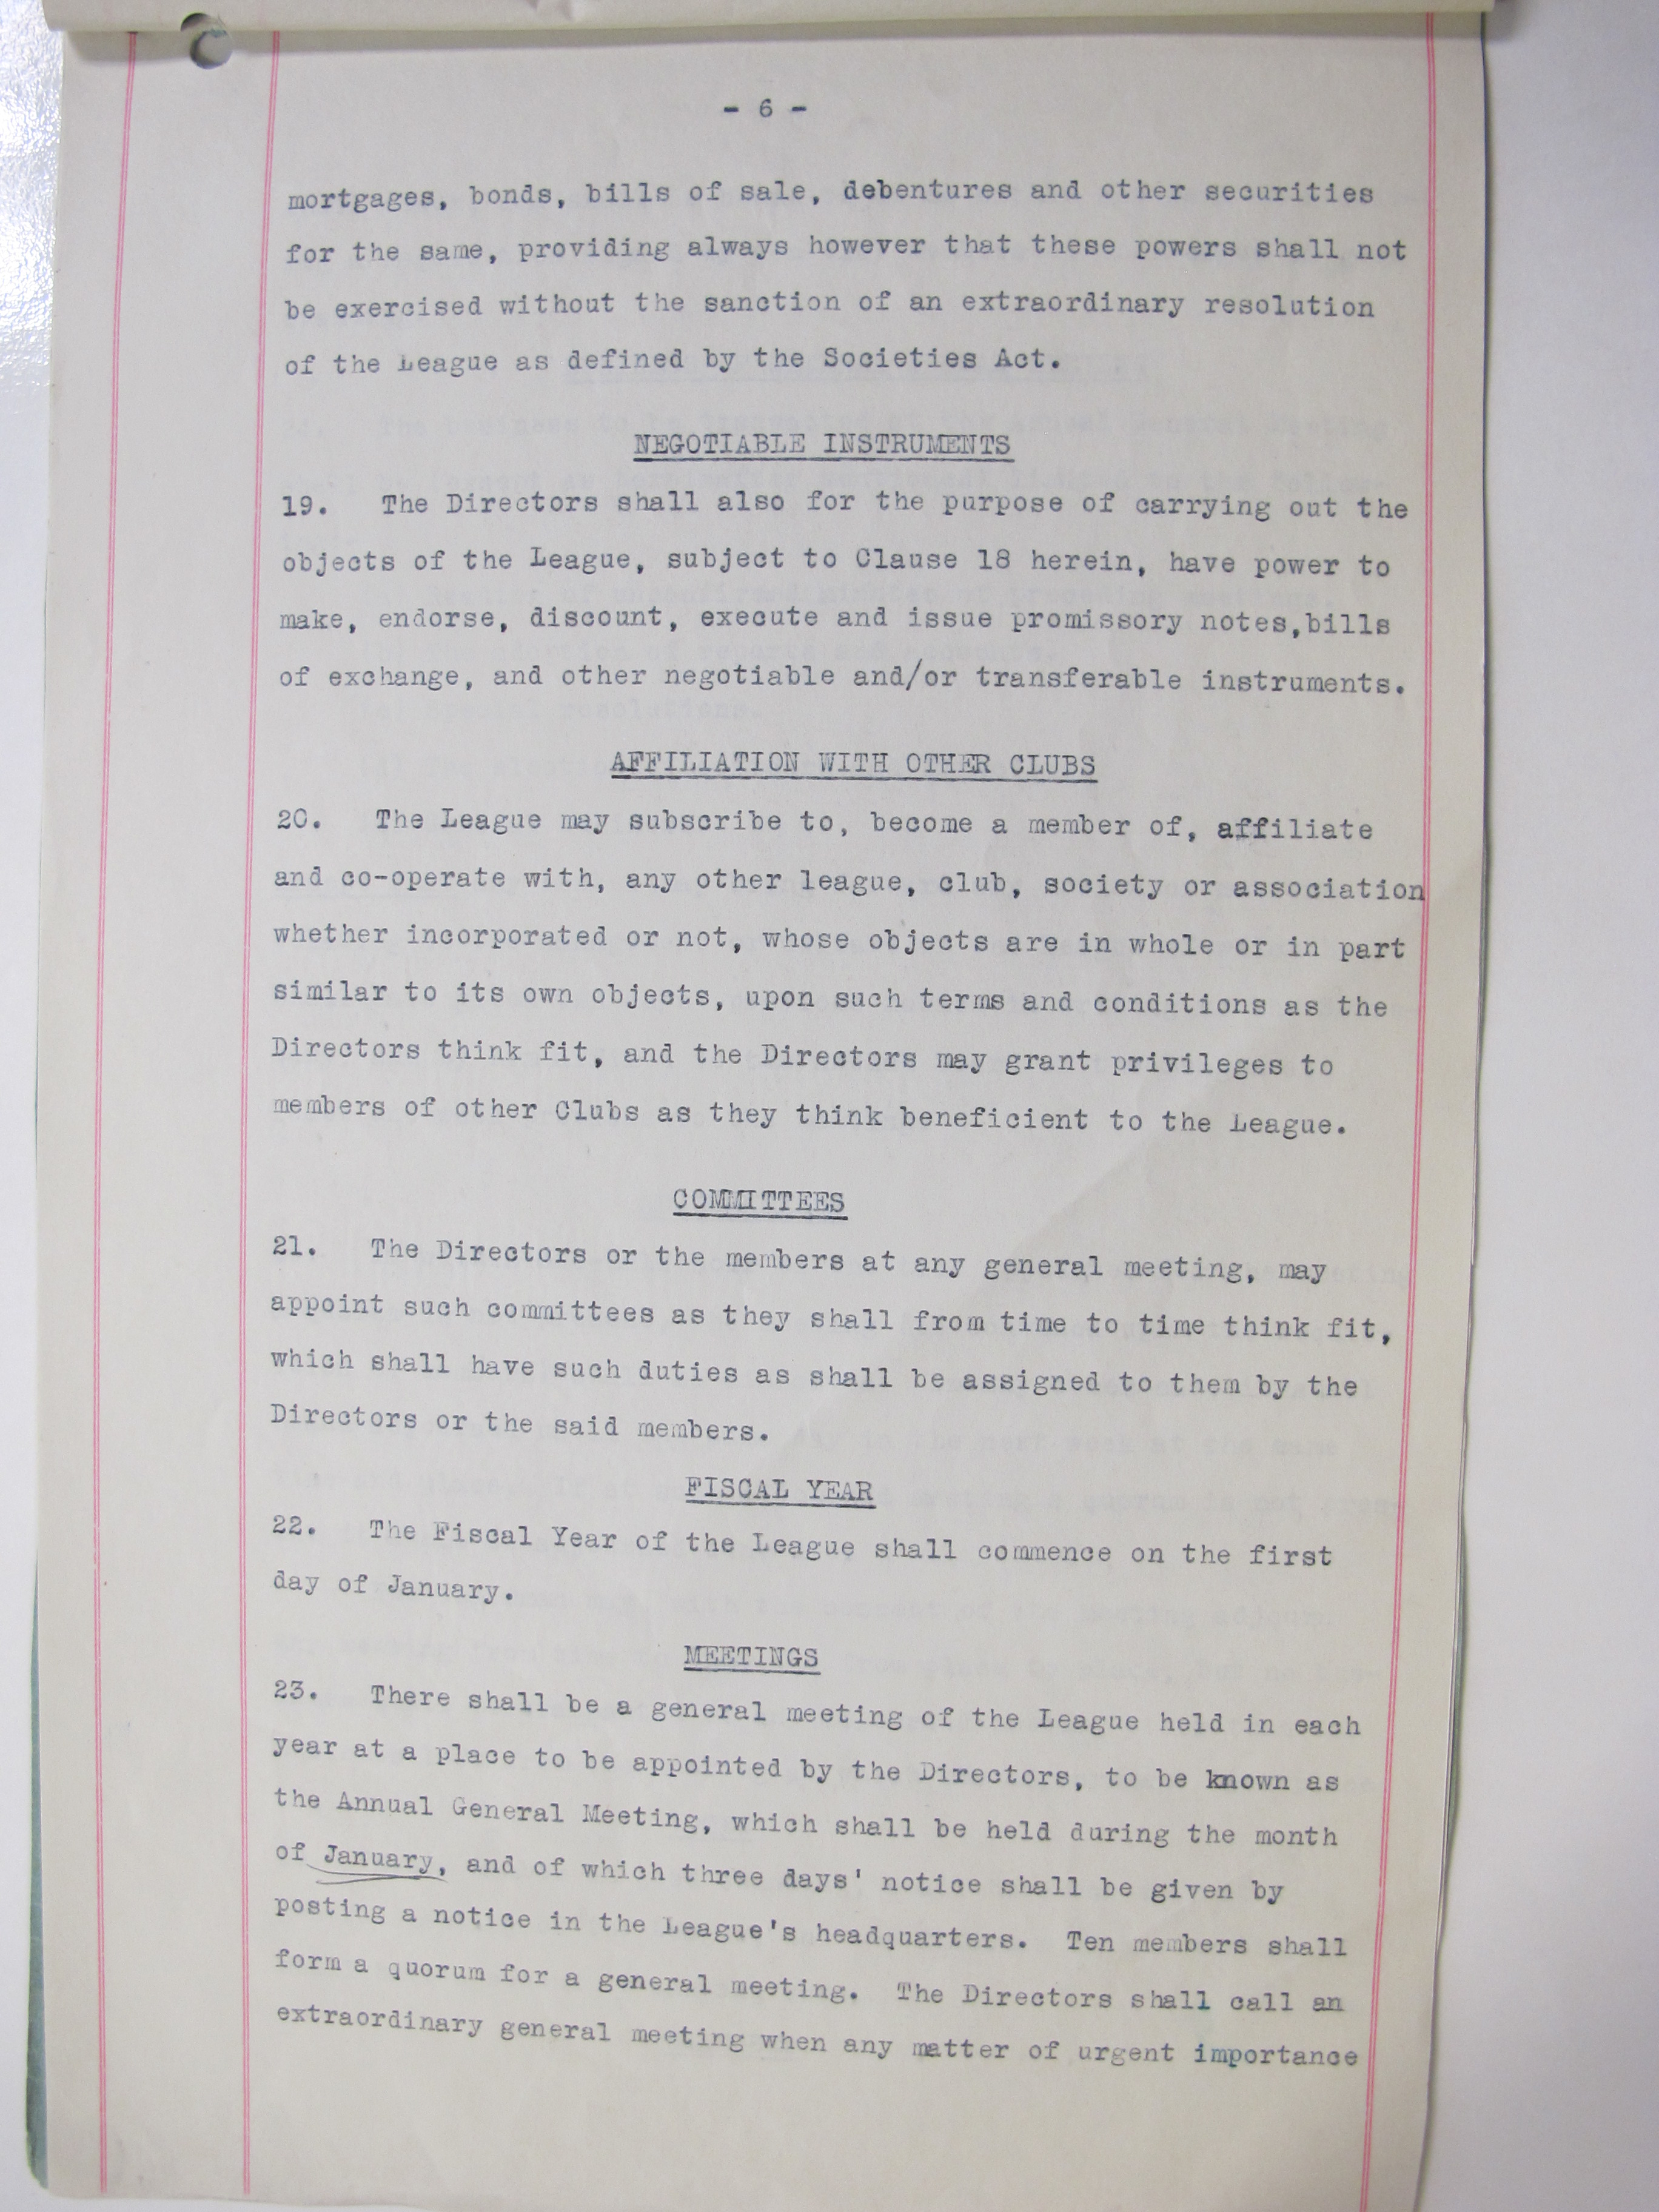 - 6 -
mortgages, bonds, bills of sale, debentures and other securities
for the same, providing always however that these powers shall not
be exercised without the sanction of an extraordinary resolution
of the League as defined by the Societies Act.
NEGOTIABLE INSTRUMENTS
19. The Directors shall also for the purpose of carrying out the
objects of the League, subject to Clause 18 herein, have power to
make, endorse, discount, execute and issue promissory notes,bills
of exchange, and other negotiable and/or transferable instruments.
AFFILIATION WITH OTHER CLUBS
20. The League may subscribe to, become a member of, affiliate
and co-operate with, any other league, club, society or association
whether incorporated or not, whose objects are in whole or in part
similar to its own objects, upon such terms and conditions as the
Directors think fit, and the Directors may grant privileges to
members of other Clubs as they think beneficient to the League.
COMMITTEES
21. The Directors or the members at any general meeting, may
appoint such committees as they shall from time to time think fit,
which shall have such duties as shall be assigned to them by the
Directors or the said members.
FISCAL YEAR
22. The Fiscal Year of the League shall commence on the first
day of January.
MEETINGS
23. There shall be a general meeting of the League held in each
year at a place to be appointed by the Directors, to be known as
the Annual General Meeting, which shall be held during the month
of January, and of which three days' notice shall be given by
posting a notice in the League's headquarters. Ten members shall
form a quorum for a general meeting. The Directors shall call an
extraordinary general meeting when any matter of urgent importance